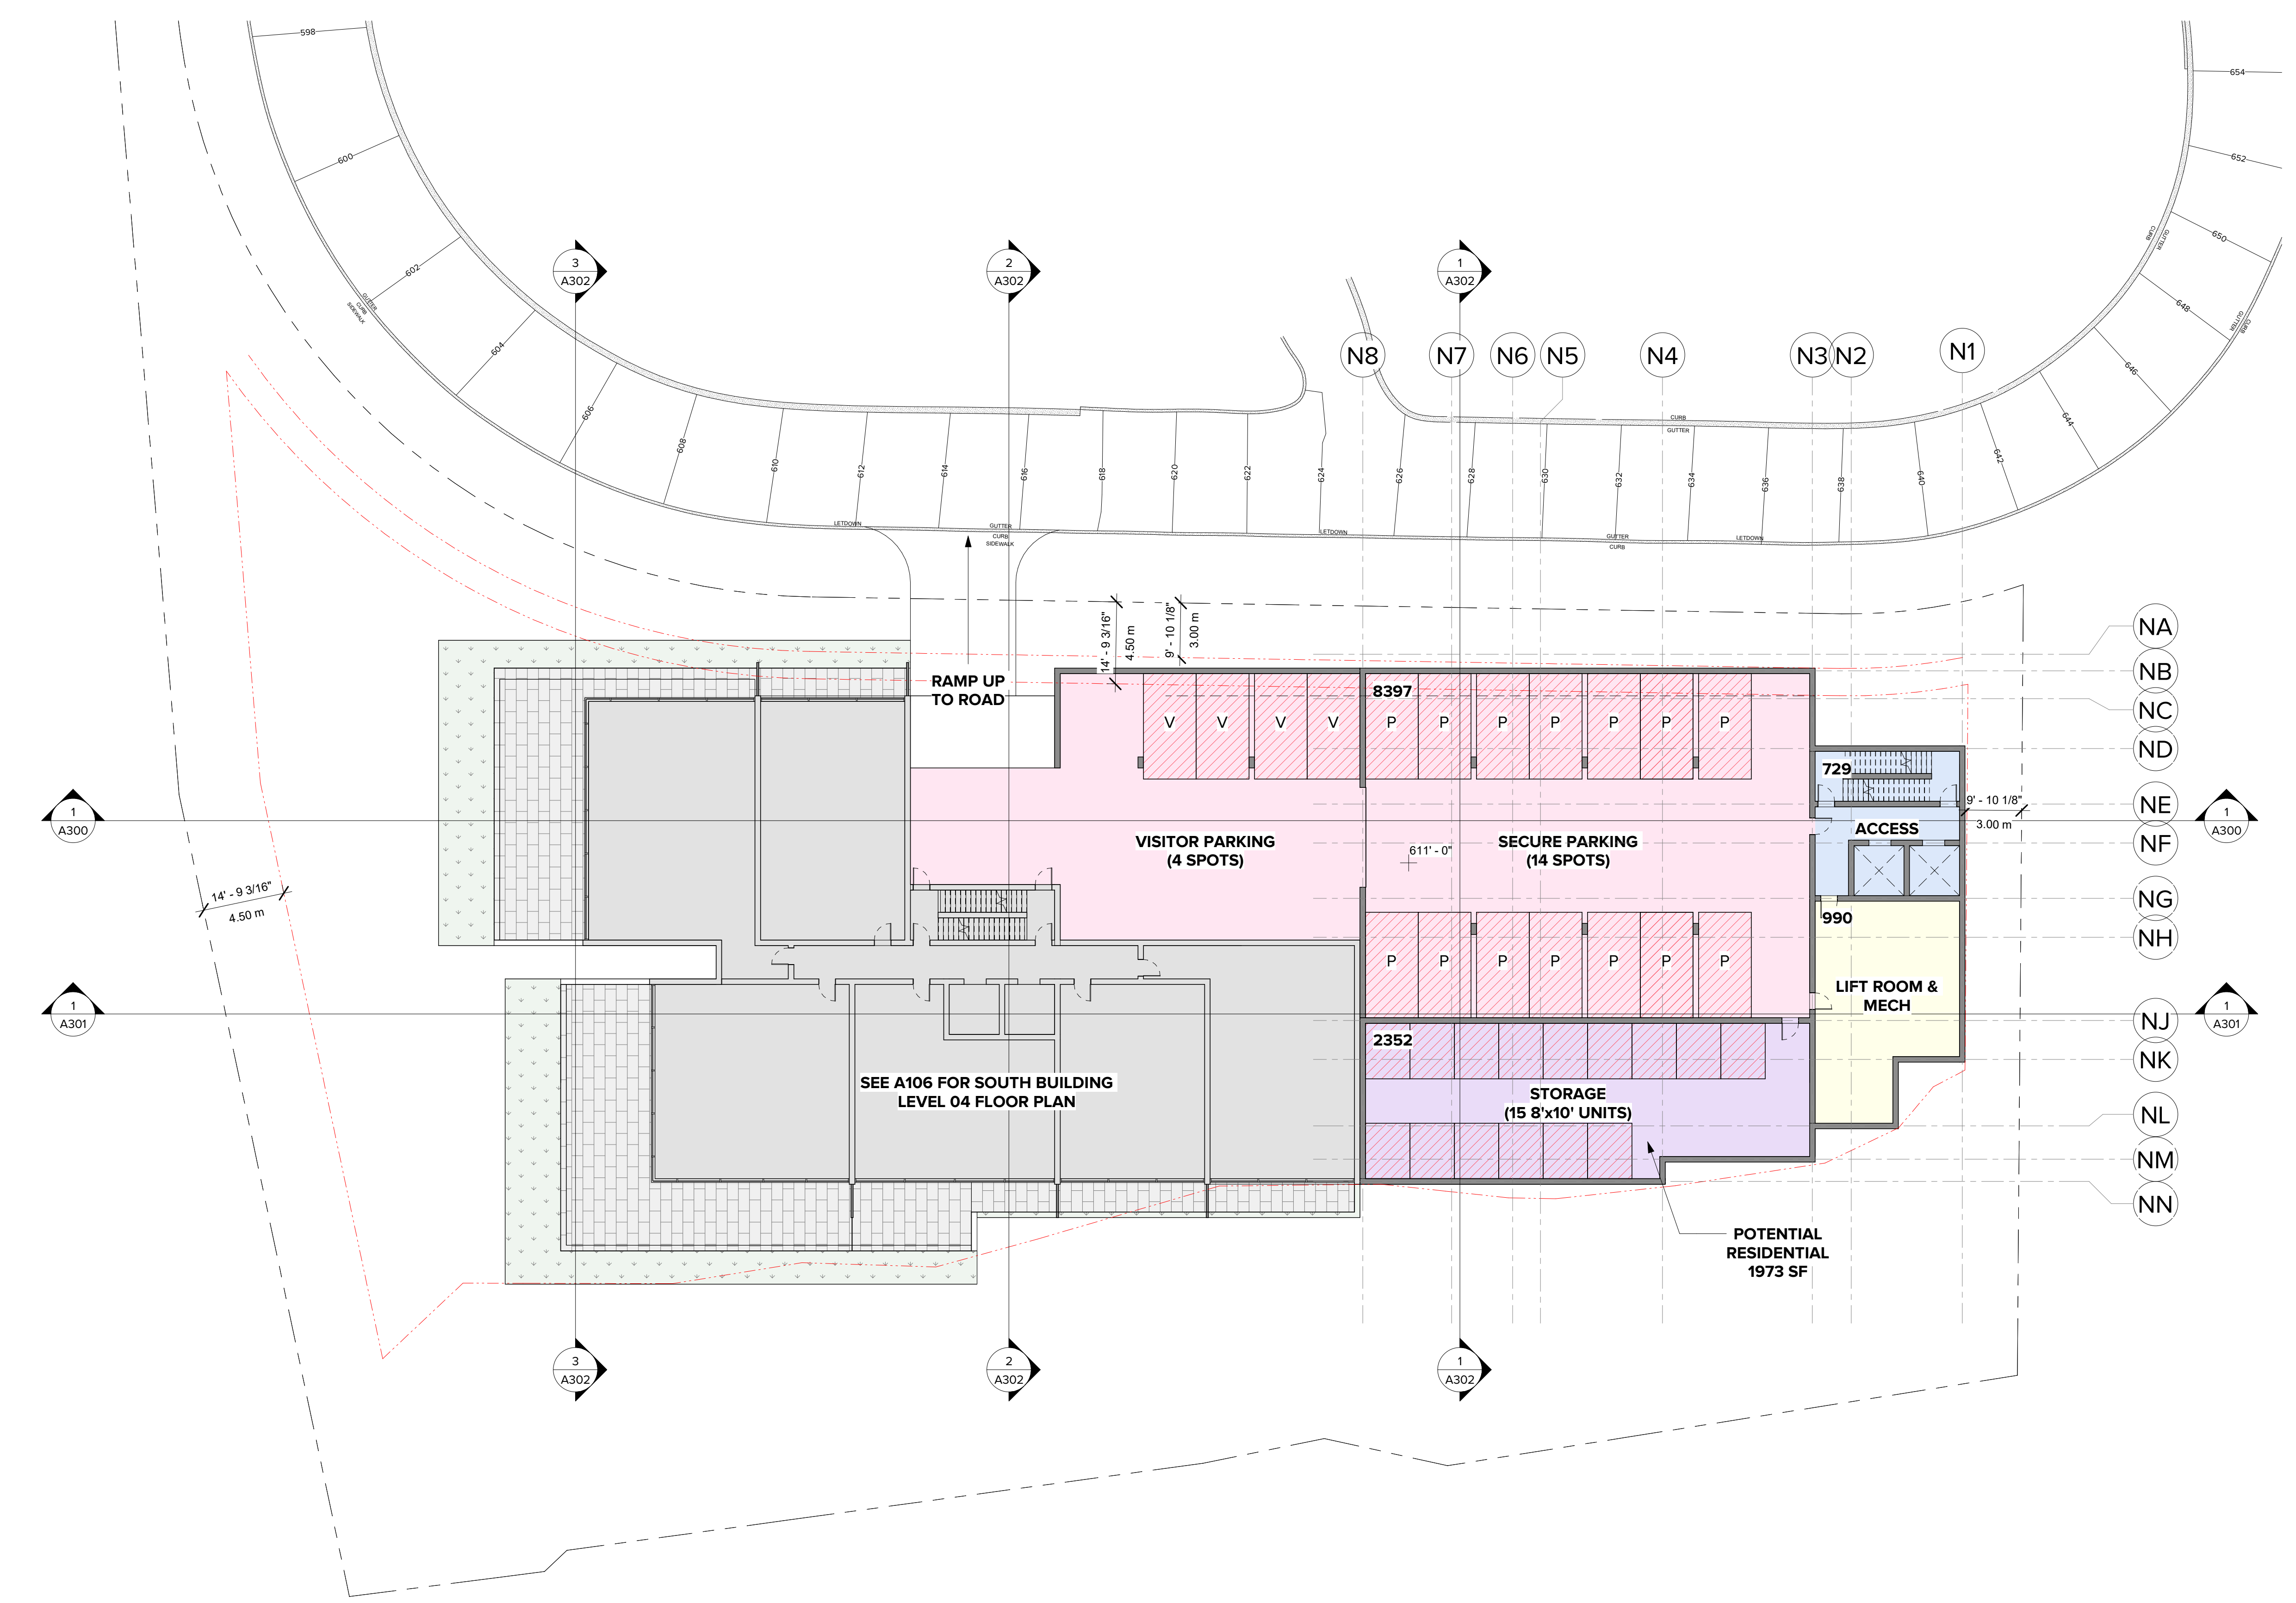 598
654
600
652
650
GUTTER
CURB
602
GUTTER
CURB
SIDEWALK
648
GUTTER
CURB
604
646
606
644
608
3
A302
2
A302
1
A302
N8
N7
N6
N5
N4
N3
N2
N1
CURB
GUTTER
610
612
614
616
618
620
622
624
626
628
630
632
634
636
638
640
642
LETDOWN
GUTTER
CURB
SIDEWALK
LETDOWN
GUTTER
CURB
LETDOWN
14' - 9 3/16"
4.50 m
9' - 10 1/8"
3.00 m
NA
NB
NC
ND
NE
NF
NG
NH
NJ
NK
NL
NM
NN
RAMP UP
TO ROAD
8397
V
V
V
V
P
P
P
P
P
P
P
729
9' - 10 1/8"
3.00 m
1
A300
1
A300
ACCESS
VISITOR PARKING
(4 SPOTS)
611' - 0"
SECURE PARKING
(14 SPOTS)
14' - 9 3/16"
4.50 m
990
P
P
P
P
P
P
P
LIFT ROOM &
MECH
1
A301
1
A301
2352
SEE A106 FOR SOUTH BUILDING
LEVEL 04 FLOOR PLAN
STORAGE
(15 8'x10' UNITS)
POTENTIAL
RESIDENTIAL
1973 SF
3
A302
2
A302
1
A302